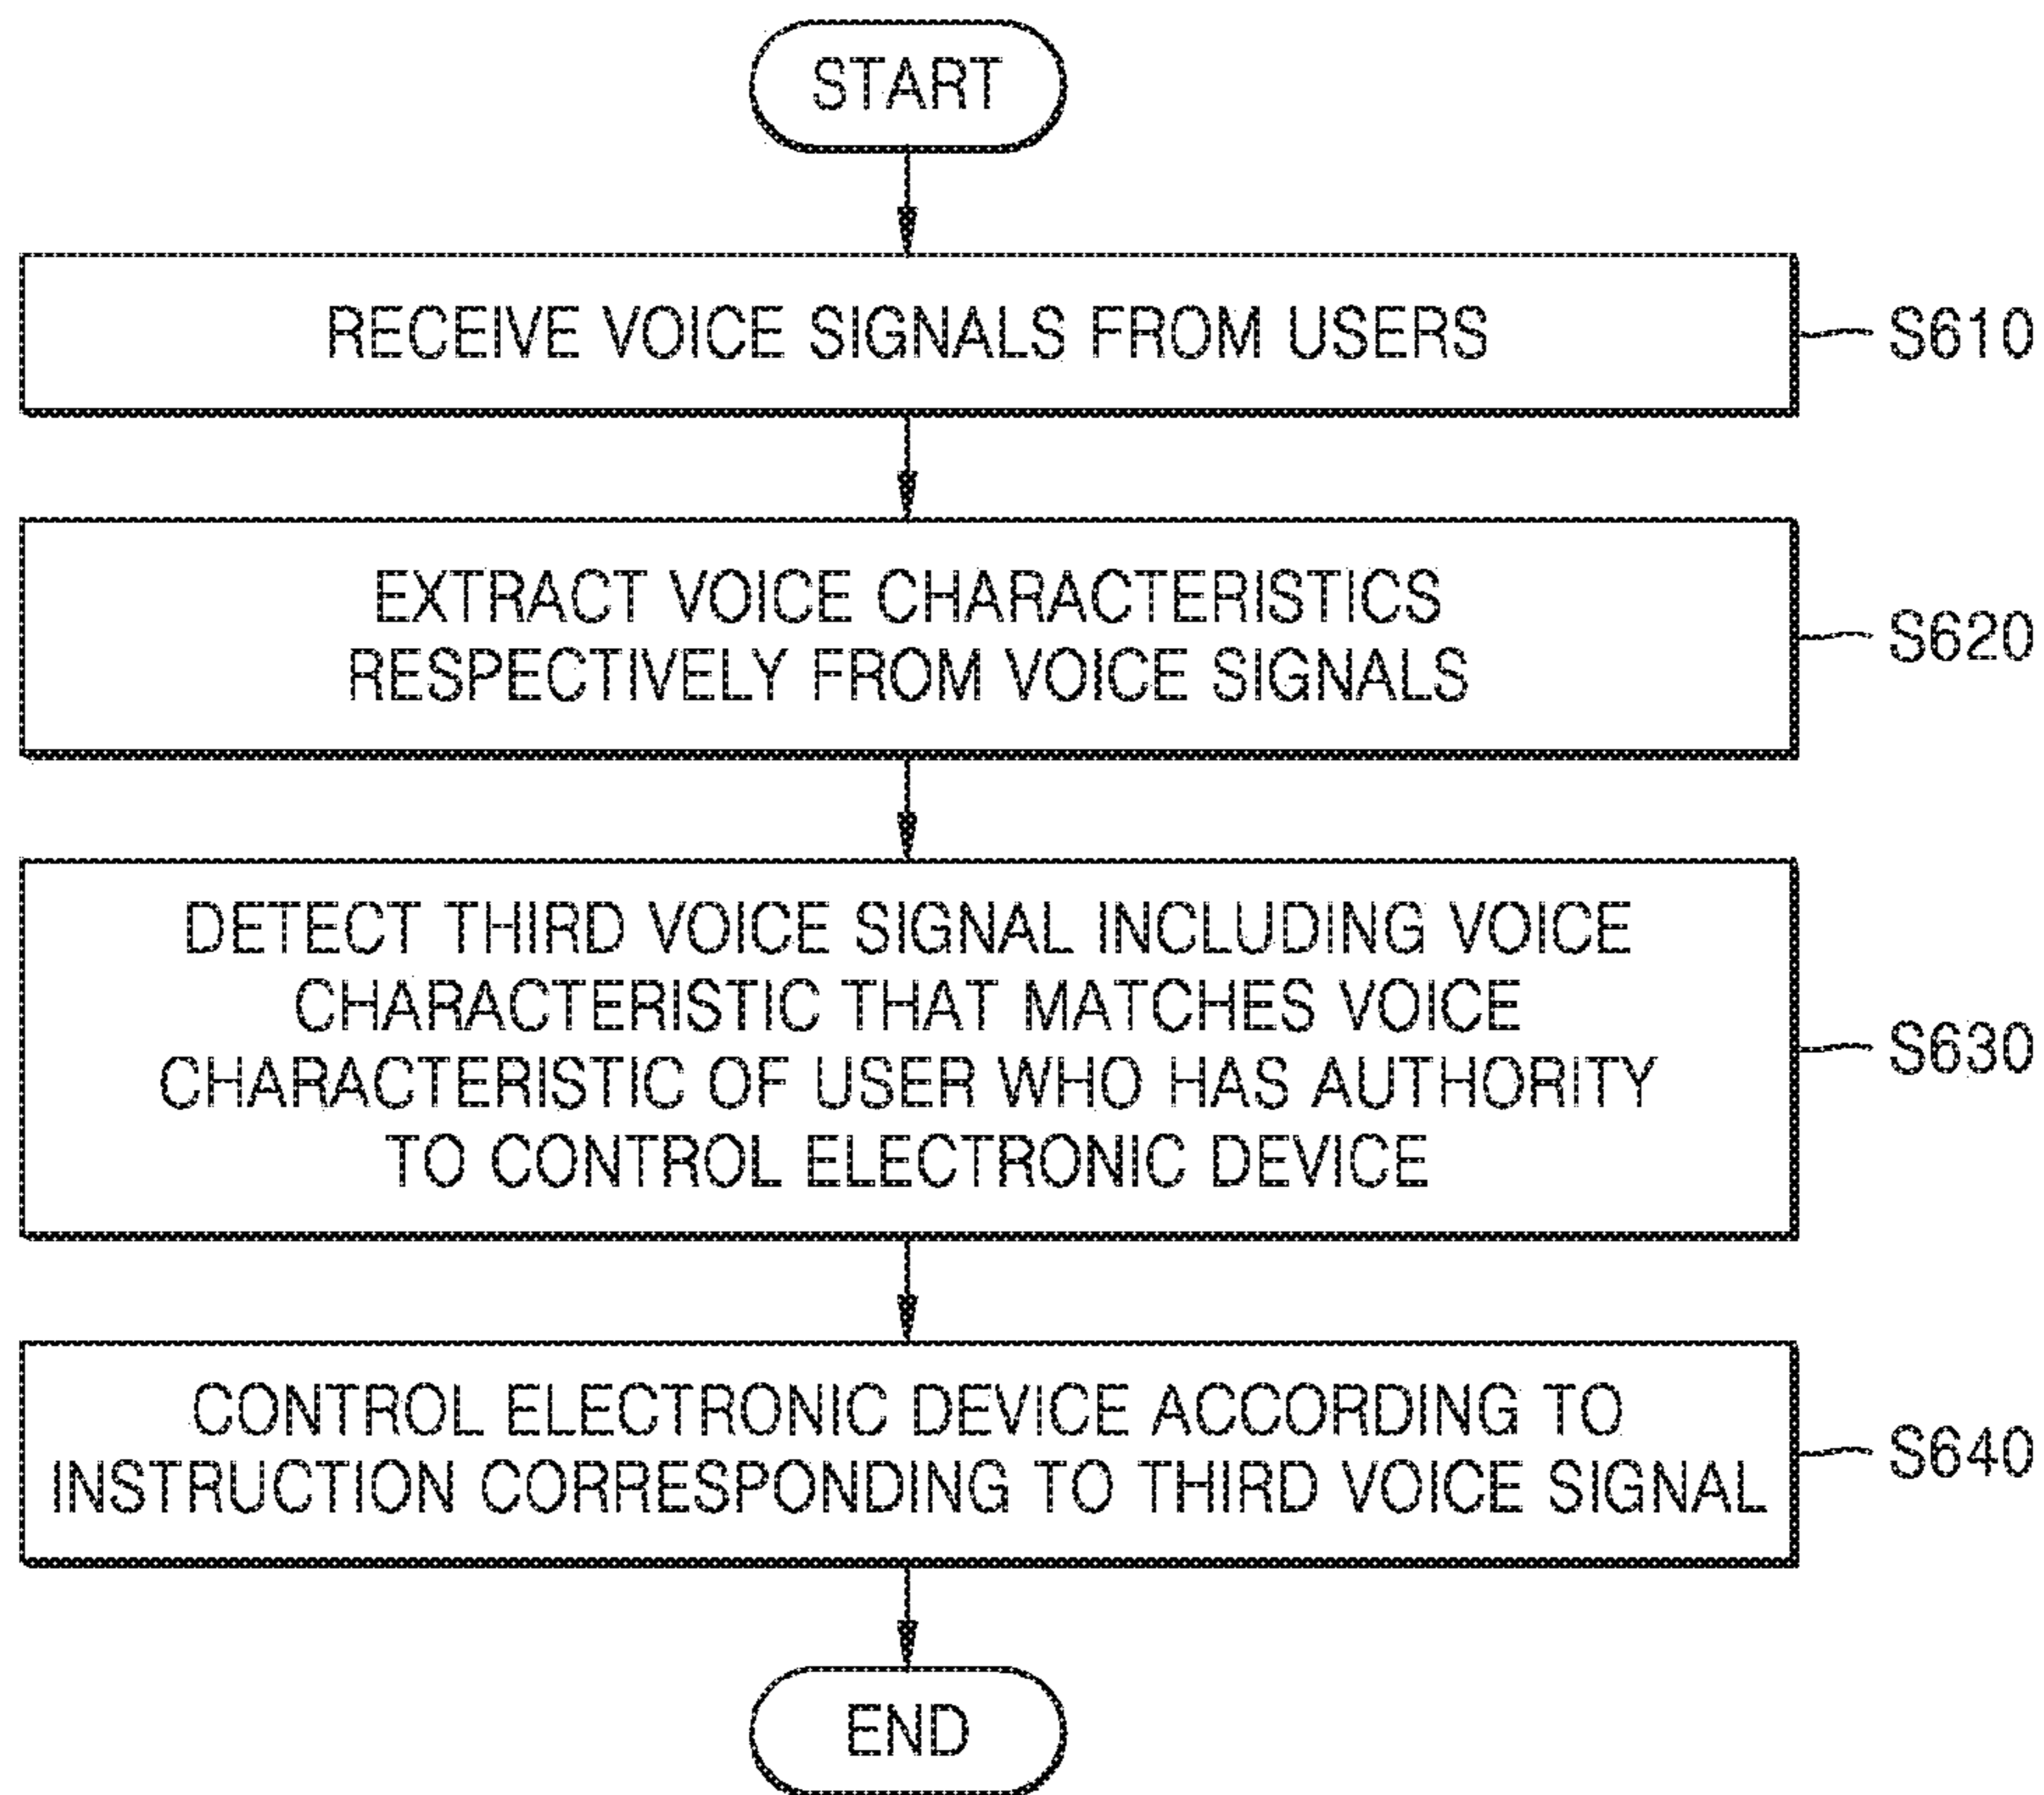 START
RECEIVE VOICE SIGNALS FROM USERS
S610
EXTRACT VOICE CHARACTERISTICS
RESPECTIVELY FROM VOICE SIGNALS
S620
DETECT THIRD VOICE SIGNAL INCLUDING VOICE
CHARACTERISTIC THAT MATCHES VOICE
CHARACTERISTIC OF USER WHO HAS AUTHORITY
TO CONTROL ELECTRONIC DEVICE
S630
CONTROL ELECTRONIC DEVICE ACCORDING TO
INSTRUCTION CORRESPONDING TO THIRD VOICE SIGNAL
S640
END